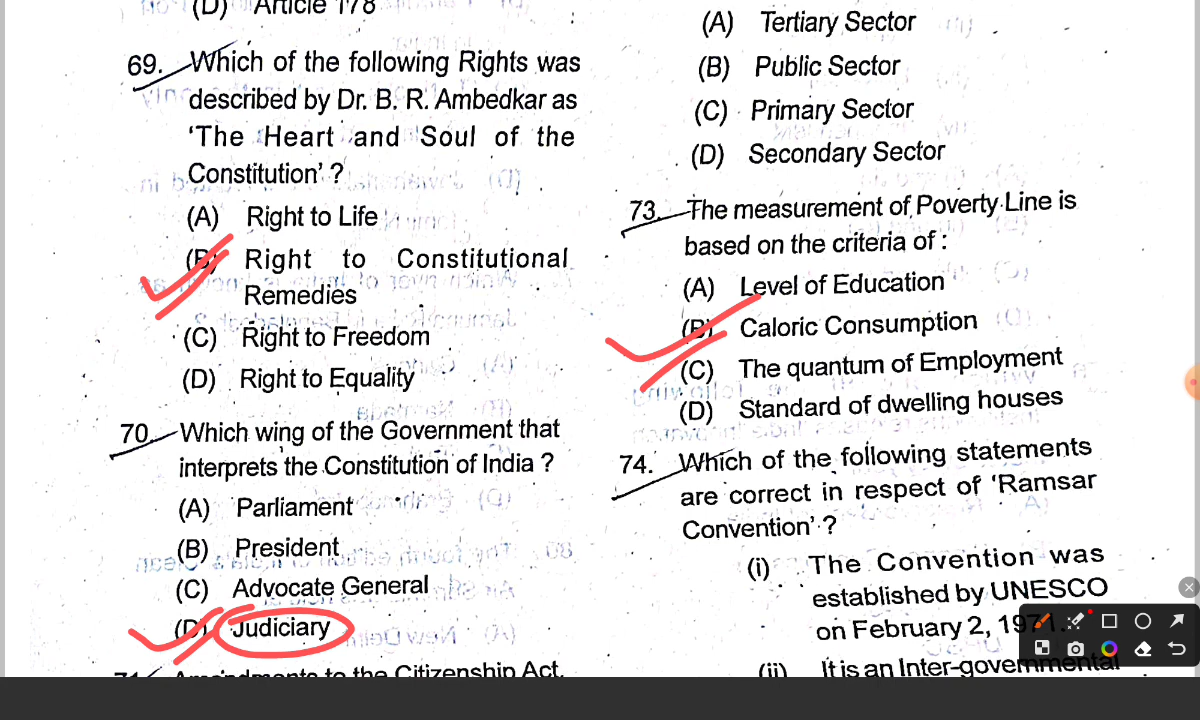 (D) Article 178
69. Which of the following Rights was
described by Dr. B. R. Ambedkar as
‘The Heart and Soul of the
Constitution’ ?
(A) Right to Life
(B) Right to Constitutional
Remedies
(C) Right to Freedom
(D) Right to Equality
70. Which wing of the Government that
interprets the Constitution of India ?
(A) Parliament
(B) President
(C) Advocate General
(D) Judiciary
to the Citizenship Act,
(A) Tertiary Sector
(B) Public Sector
(C) Primary Sector
(D) Secondary Sector
73. The measurement of Poverty Line is
based on the criteria of :
(A) Level of Education
(B) Caloric Consumption
(C) The quantum of Employment
(D) Standard of dwelling houses
74. Which of the following statements
are correct in respect of ‘Ramsar
Convention’ ?
(i) The Convention was
established by UNESCO
on February 2, 1971.
(ii) It is an Inter-governmental